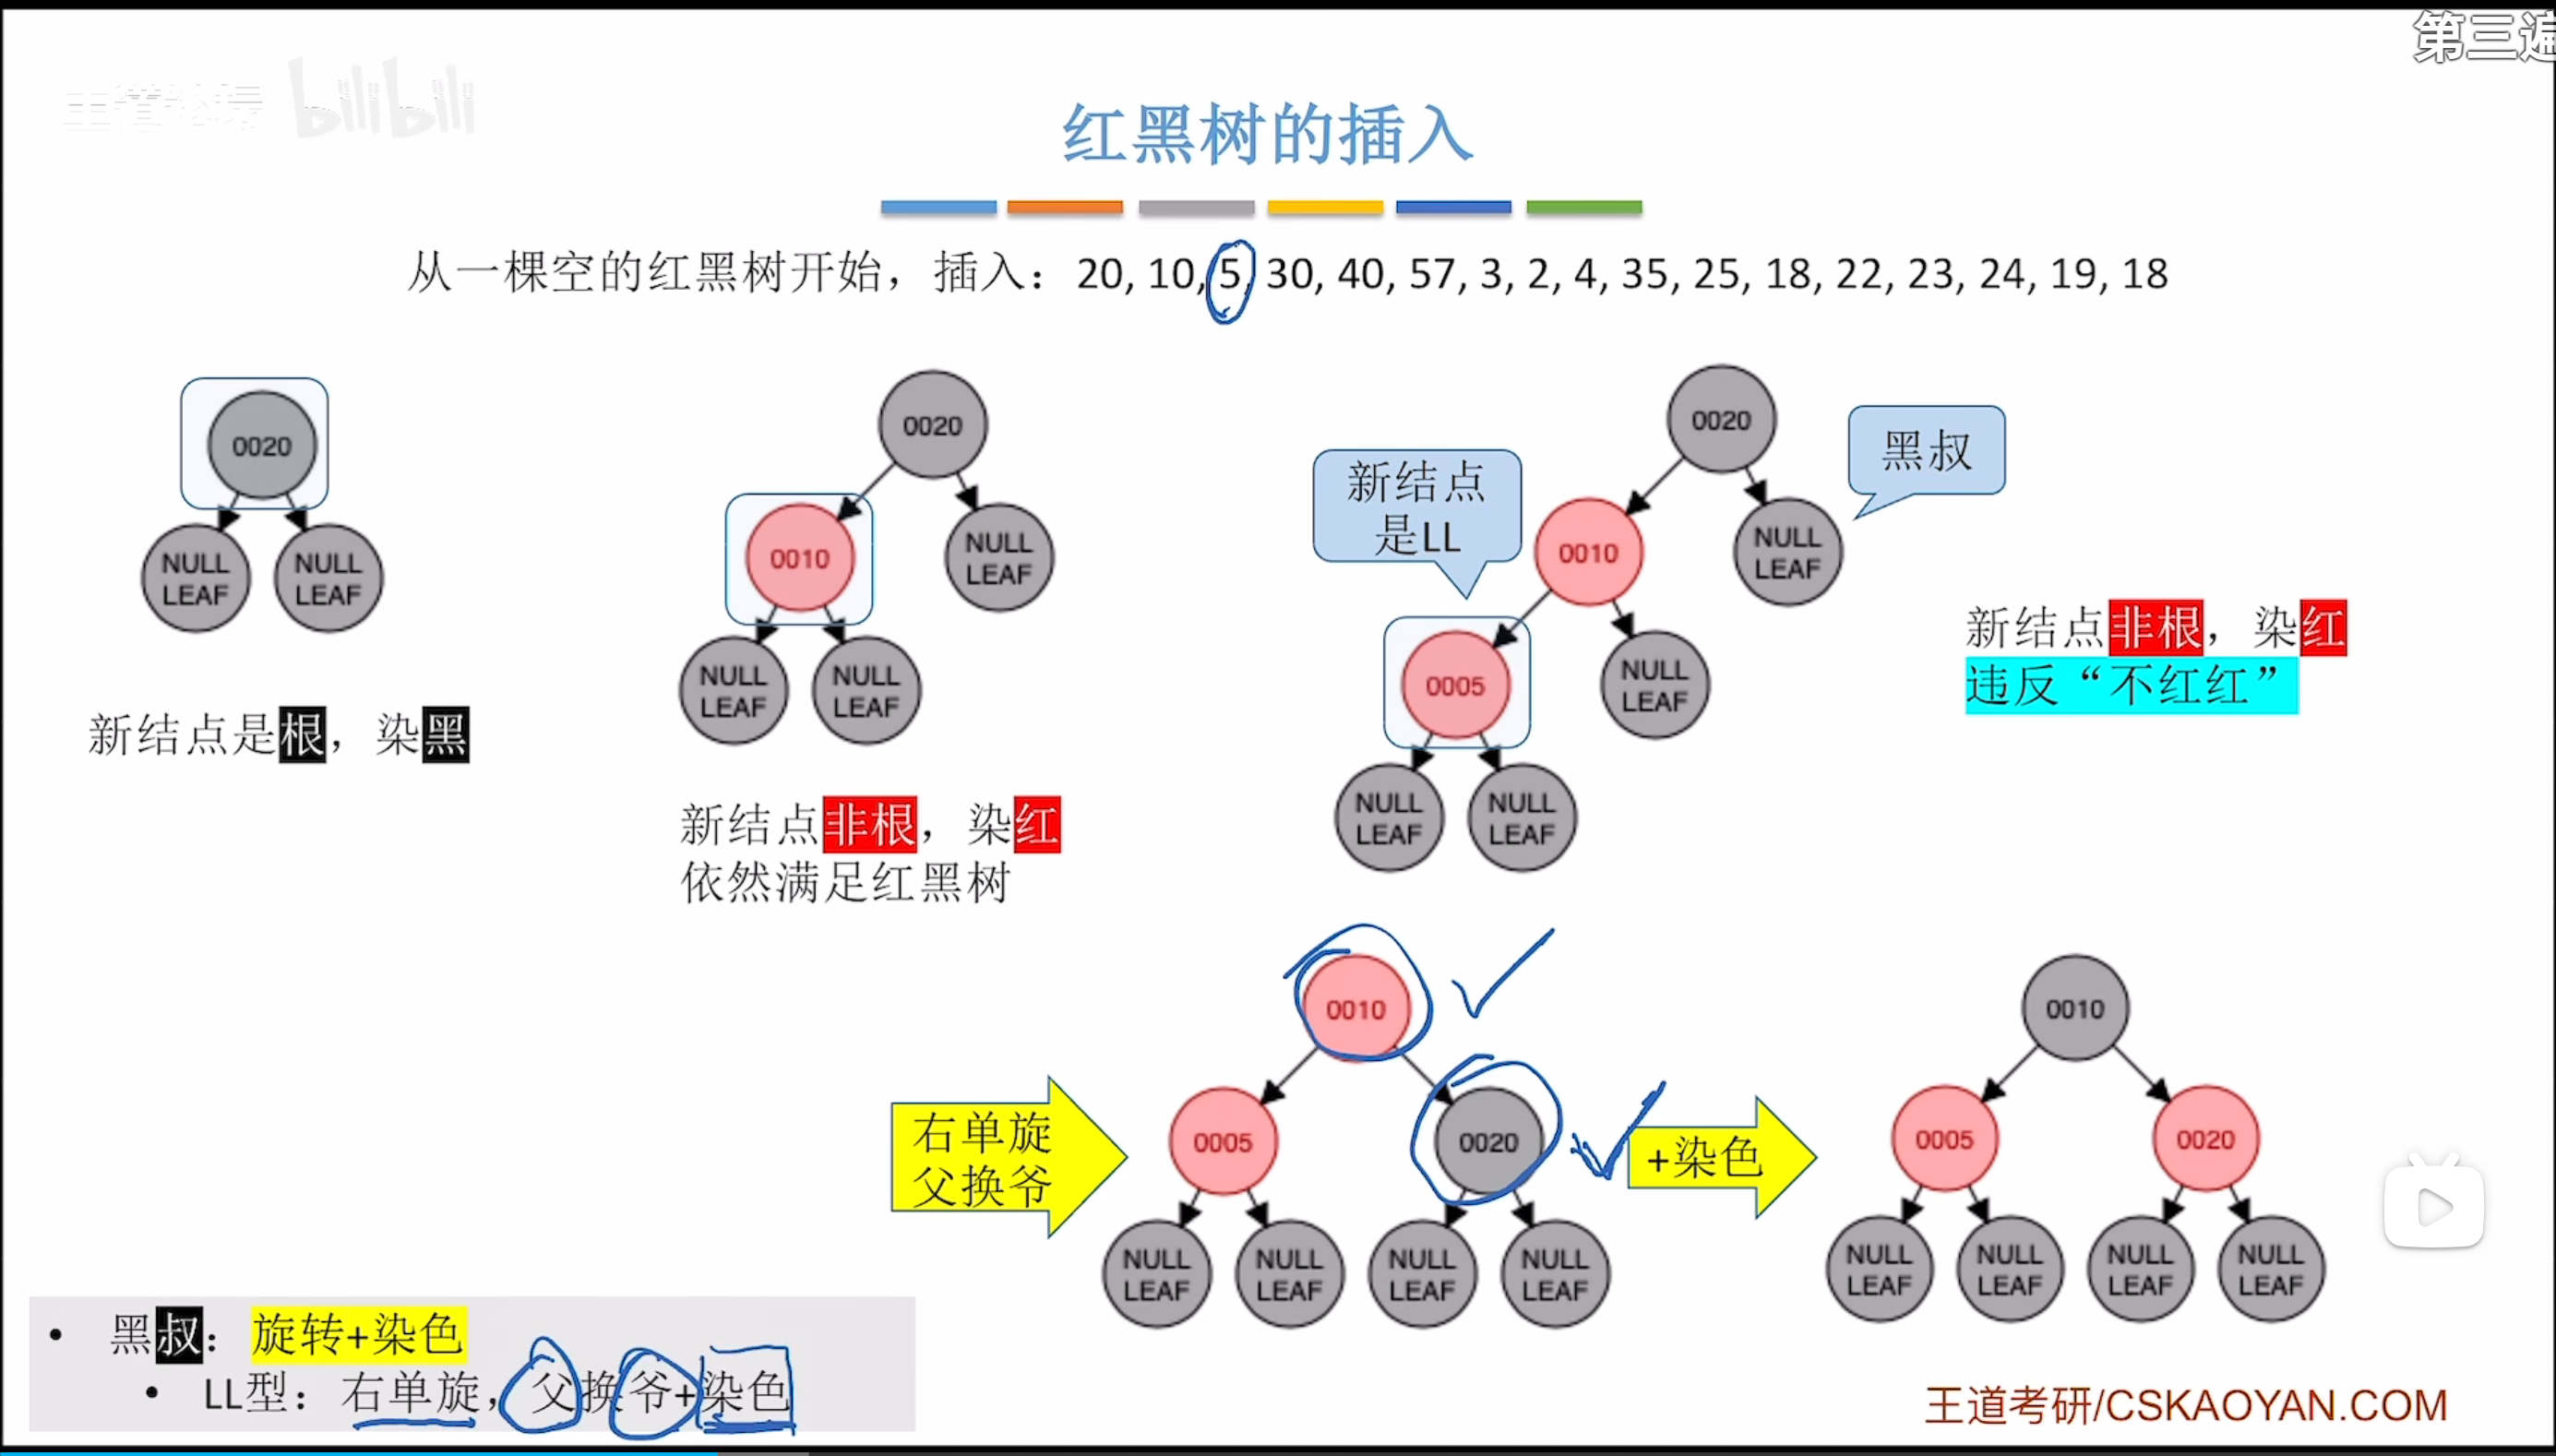 第三遍
王道论坛 bilibili
红黑树的插入
从一棵空的红黑树开始，插入：20, 10, 5, 30, 40, 57, 3, 2, 4, 35, 25, 18, 22, 23, 24, 19, 18
0020
NULL LEAF
NULL LEAF
新结点是根，染黑
0020
0010
NULL LEAF
NULL LEAF
NULL LEAF
新结点非根，染红
依然满足红黑树
0020
黑叔
新结点
是LL
0010
NULL LEAF
0005
NULL LEAF
NULL LEAF
NULL LEAF
新结点非根，染红
违反“不红红”
右单旋
父换爷
0010
0005
0020
NULL LEAF
NULL LEAF
NULL LEAF
NULL LEAF
+染色
0010
0005
0020
NULL LEAF
NULL LEAF
NULL LEAF
NULL LEAF
• 黑叔：旋转+染色
• LL型：右单旋，父换爷+染色
王道考研/CSKAOYAN.COM